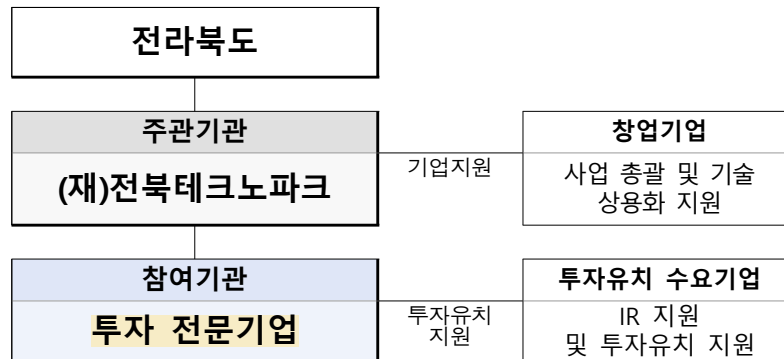 전라북도
주관기관
(재)전북테크노파크
기업지원
창업기업
사업 총괄 및 기술
상용화 지원
참여기관
투자 전문기업
투자유치
지원
투자유치 수요기업
IR 지원
및 투자유치 지원